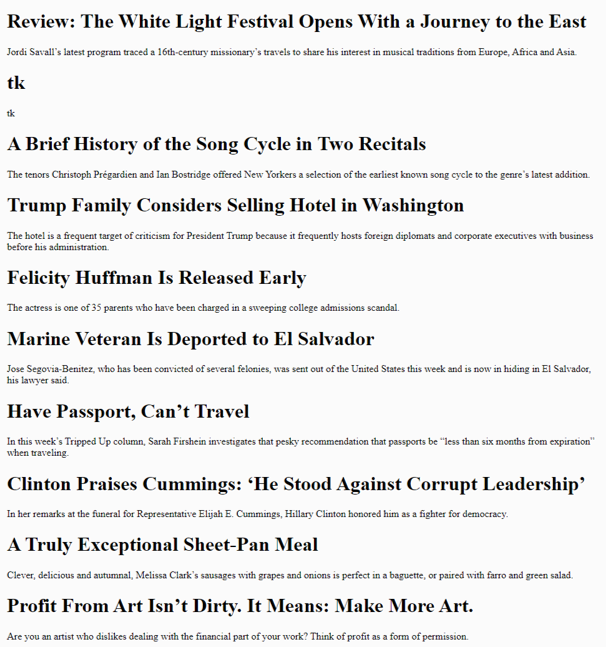 Review: The White Light Festival Opens With a Journey to the East
Jordi Savall’s latest program traced a 16th-century missionary’s travels to share his interest in musical traditions from Europe, Africa and Asia.
tk
tk
A Brief History of the Song Cycle in Two Recitals
The tenors Christoph Prégardien and Ian Bostridge offered New Yorkers a selection of the earliest known song cycle to the genre’s latest addition.
Trump Family Considers Selling Hotel in Washington
The hotel is a frequent target of criticism for President Trump because it frequently hosts foreign diplomats and corporate executives with business
before his administration.
Felicity Huffman Is Released Early
The actress is one of 35 parents who have been charged in a sweeping college admissions scandal.
Marine Veteran Is Deported to El Salvador
Jose Segovia-Benitez, who has been convicted of several felonies, was sent out of the United States this week and is now in hiding in El Salvador,
his lawyer said.
Have Passport, Can’t Travel
In this week’s Tripped Up column, Sarah Firshein investigates that pesky recommendation that passports be “less than six months from expiration”
when traveling.
Clinton Praises Cummings: ‘He Stood Against Corrupt Leadership’
In her remarks at the funeral for Representative Elijah E. Cummings, Hillary Clinton honored him as a fighter for democracy.
A Truly Exceptional Sheet-Pan Meal
Clever, delicious and autumnal, Melissa Clark’s sausages with grapes and onions is perfect in a baguette, or paired with farro and green salad.
Profit From Art Isn’t Dirty. It Means: Make More Art.
Are you an artist who dislikes dealing with the financial part of your work? Think of profit as a form of permission.